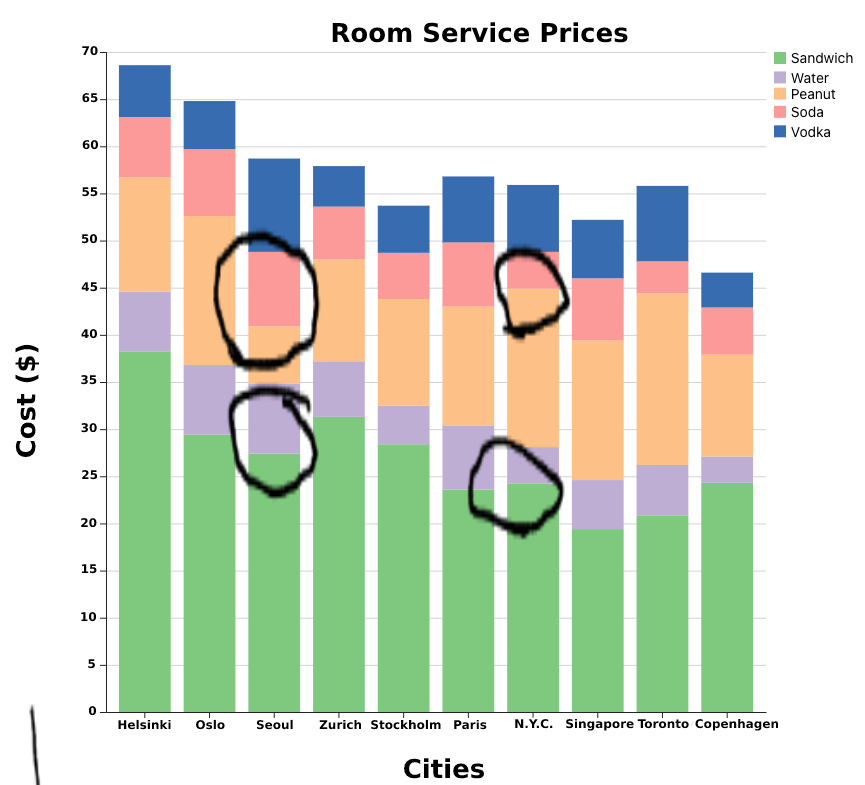 Room Service Prices
70
65
60
55
50
45
40
35
30
25
20
15
10
5
0
Cost ($)
Helsinki Oslo Seoul Zurich Stockholm Paris N.Y.C. Singapore Toronto Copenhagen
Cities
Sandwich
Water
Peanut
Soda
Vodka